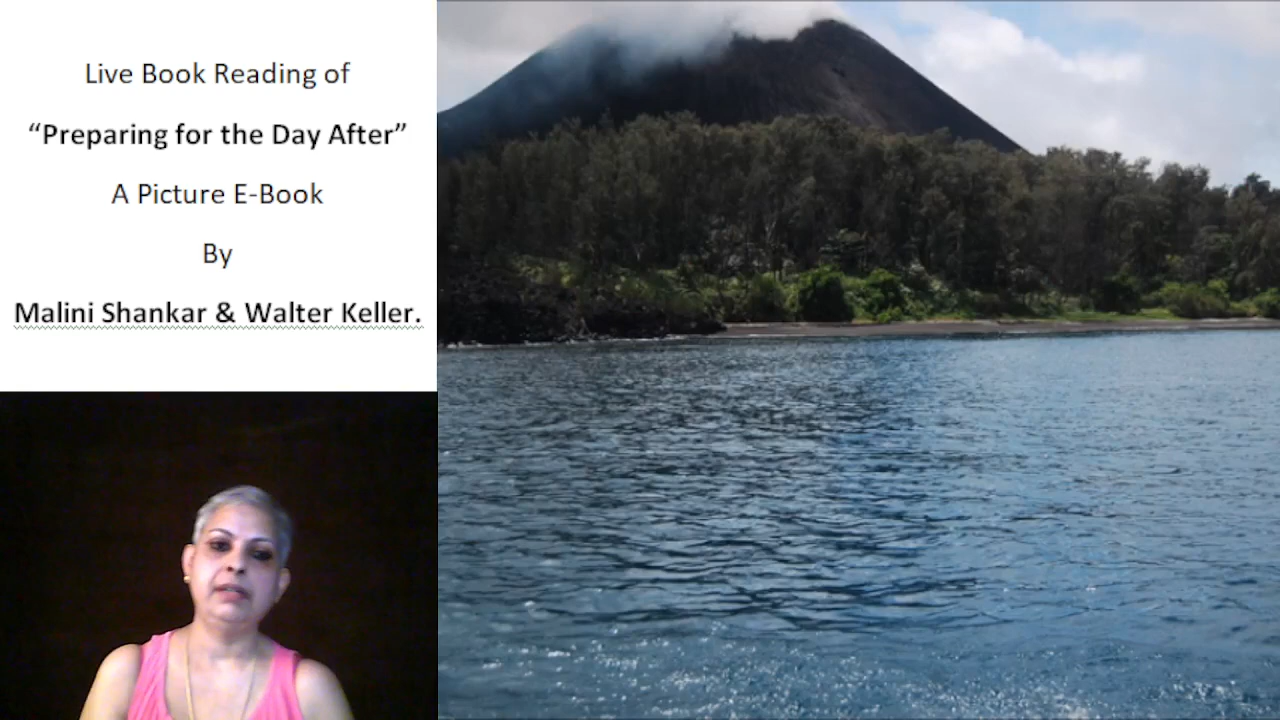 Live Book Reading of
“Preparing for the Day After”
A Picture E-Book
By
Malini Shankar & Walter Keller.